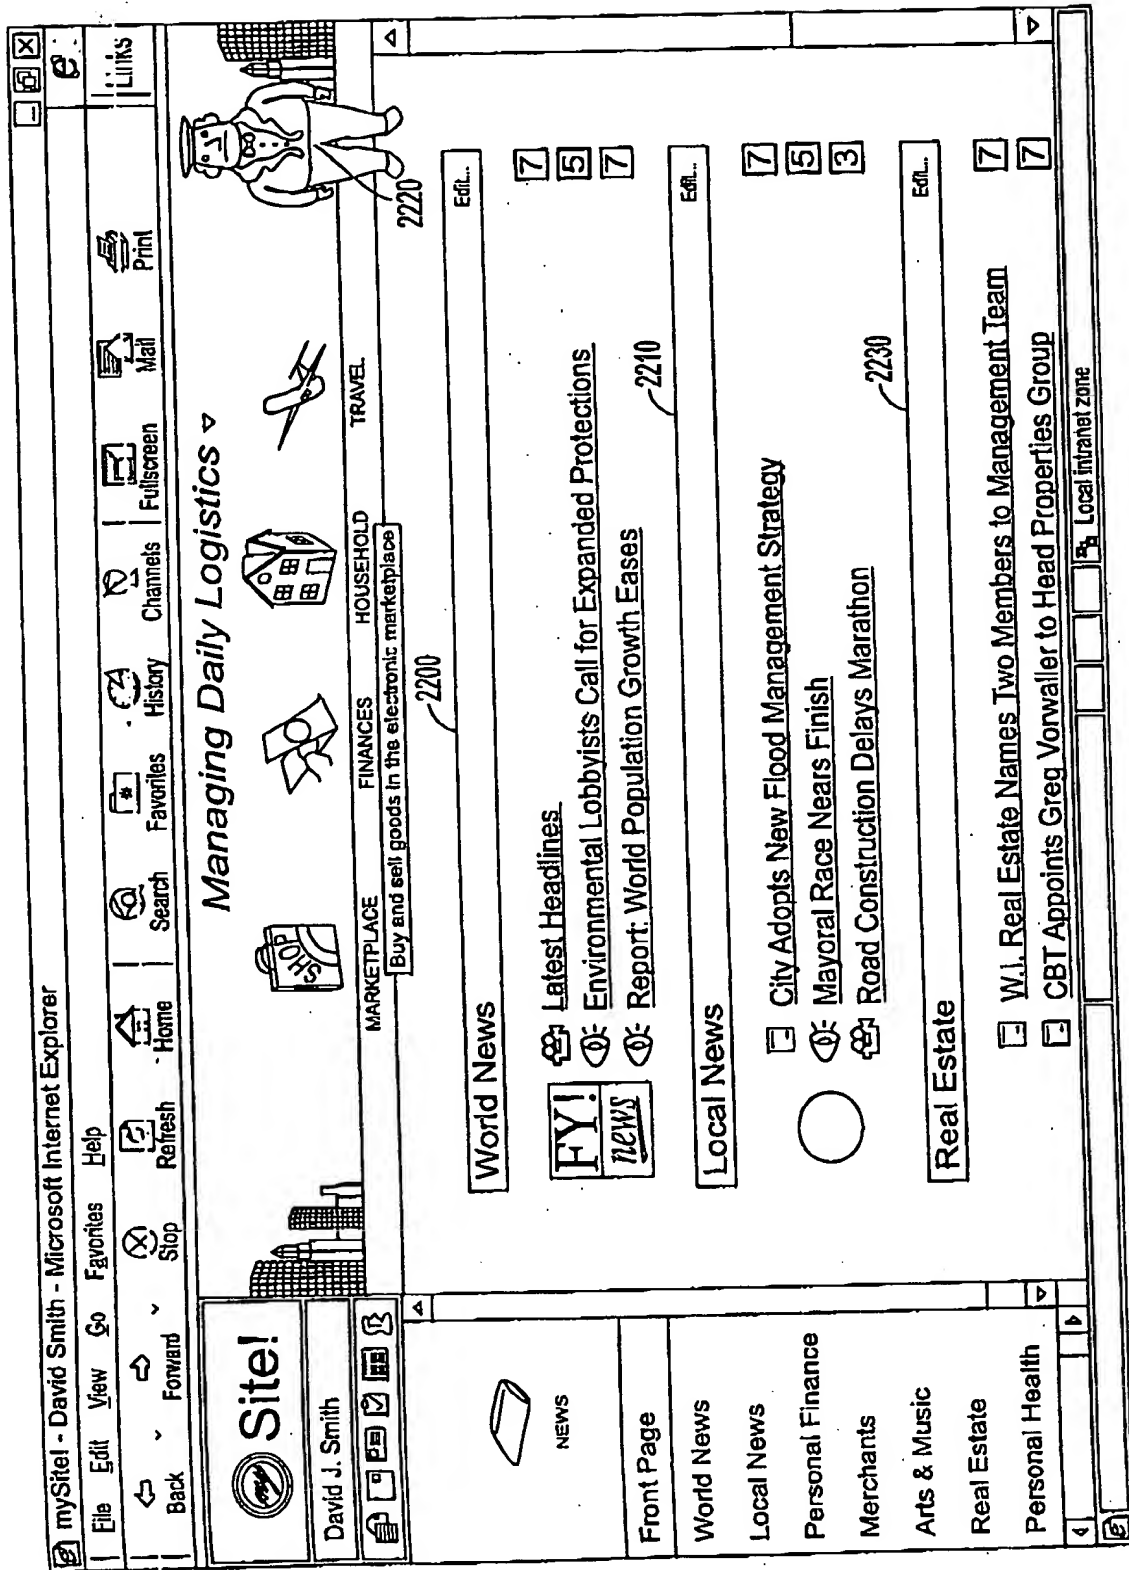 mySite! - David Smith - Microsoft Internet Explorer
File Edit View Go Favorites Help
Back Forward Stop Refresh Home Search Favorites History Channels Fullscreen Mail Print Links
my Site!
David J. Smith
Managing Daily Logistics
SHOP
MARKETPLACE FINANCES HOUSEHOLD TRAVEL
Buy and sell goods in the electronic marketplace
2220
NEWS
Front Page
World News
Local News
Personal Finance
Merchants
Arts & Music
Real Estate
Personal Health
2200
World News Edit...
FY!
news
Latest Headlines 7
Environmental Lobbyists Call for Expanded Protections 5
Report: World Population Growth Eases 7
2210
Local News Edit...
City Adopts New Flood Management Strategy 7
Mayoral Race Nears Finish 5
Road Construction Delays Marathon 3
2230
Real Estate Edit...
W.I. Real Estate Names Two Members to Management Team 7
CBT Appoints Greg Vorwaller to Head Properties Group 7
Local intranet zone